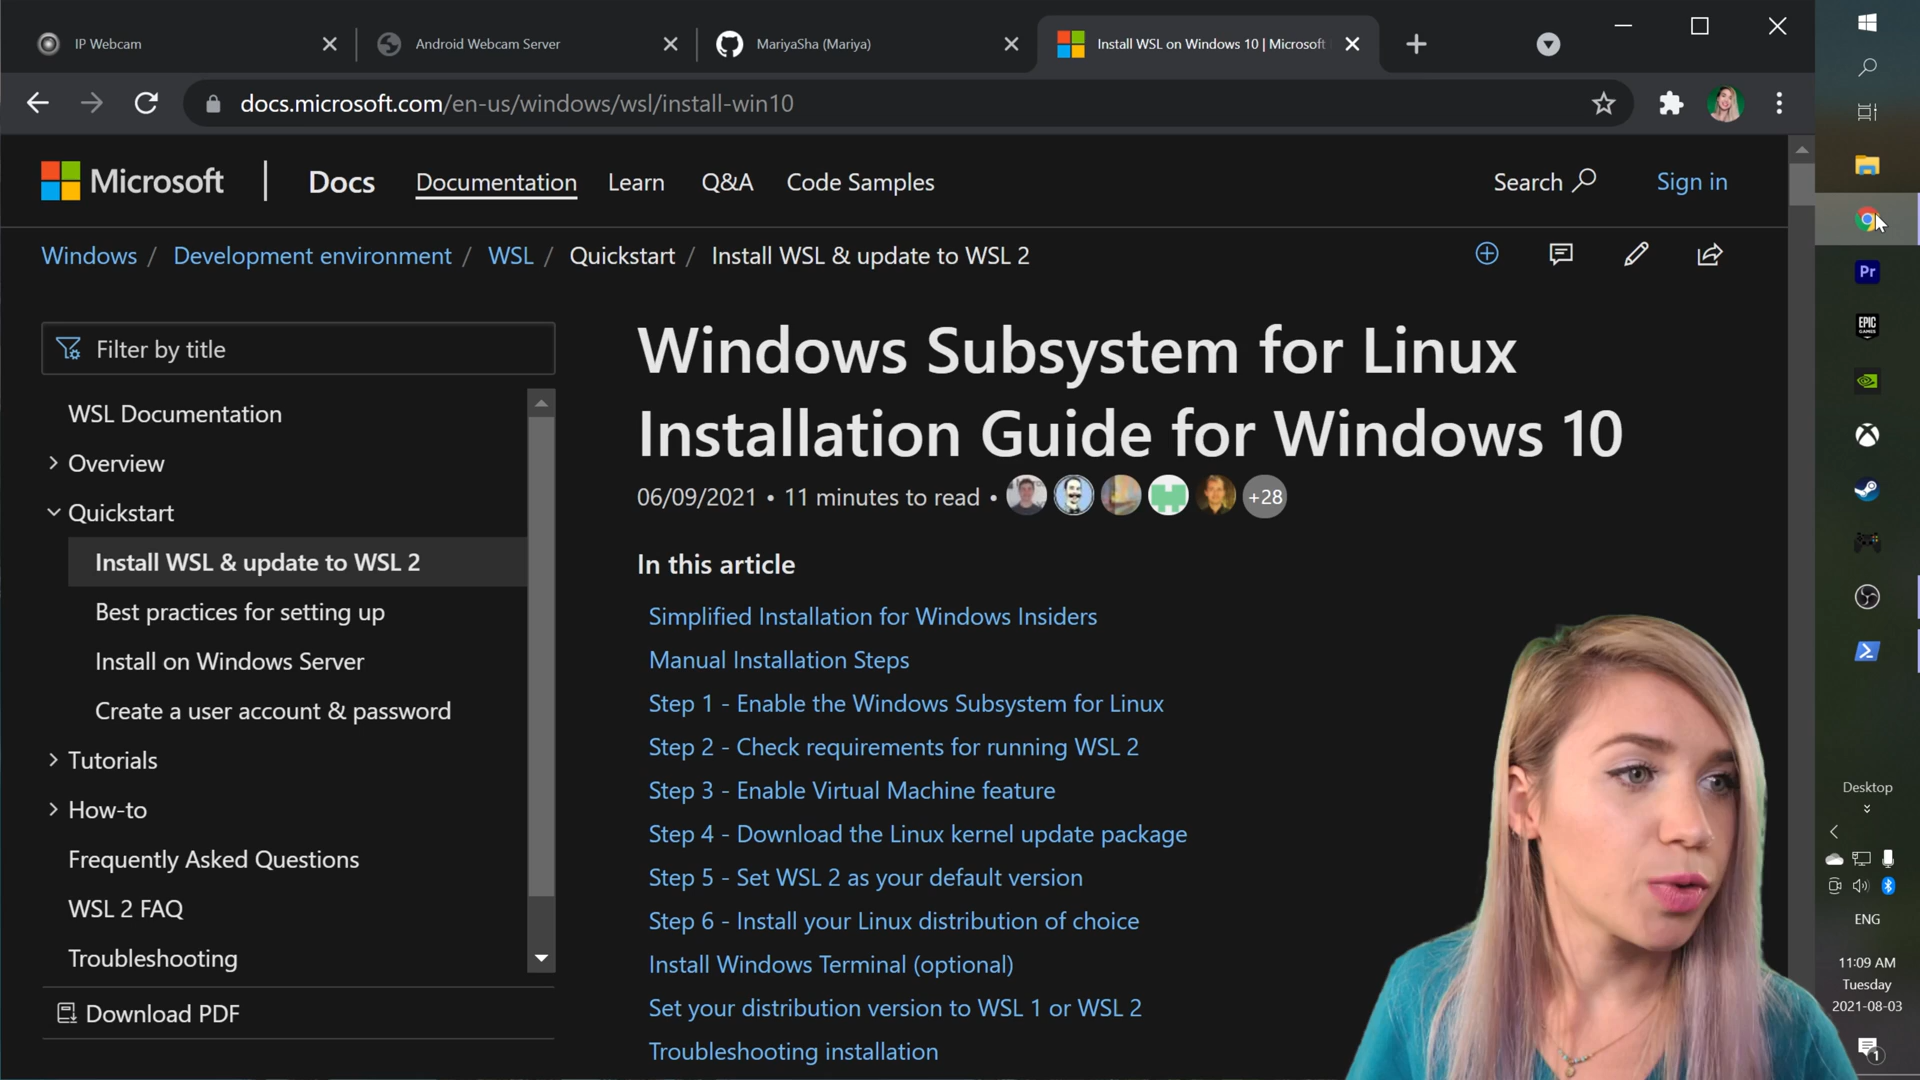 IP Webcam
Android Webcam Server
MariyaSha (Mariya)
Install WSL on Windows 10 | Microsoft
docs.microsoft.com/en-us/windows/wsl/install-win10
Microsoft
Docs
Documentation
Learn
Q&A
Code Samples
Search
Sign in
Windows / Development environment / WSL / Quickstart / Install WSL & update to WSL 2
Filter by title
WSL Documentation
Overview
Quickstart
Install WSL & update to WSL 2
Best practices for setting up
Install on Windows Server
Create a user account & password
Tutorials
How-to
Frequently Asked Questions
WSL 2 FAQ
Troubleshooting
Download PDF
Windows Subsystem for Linux
Installation Guide for Windows 10
06/09/2021 • 11 minutes to read • +28
In this article
Simplified Installation for Windows Insiders
Manual Installation Steps
Step 1 - Enable the Windows Subsystem for Linux
Step 2 - Check requirements for running WSL 2
Step 3 - Enable Virtual Machine feature
Step 4 - Download the Linux kernel update package
Step 5 - Set WSL 2 as your default version
Step 6 - Install your Linux distribution of choice
Install Windows Terminal (optional)
Set your distribution version to WSL 1 or WSL 2
Troubleshooting installation
Pr
EPIC
GAMES
Desktop
ENG
11:09 AM
Tuesday
2021-08-03
1